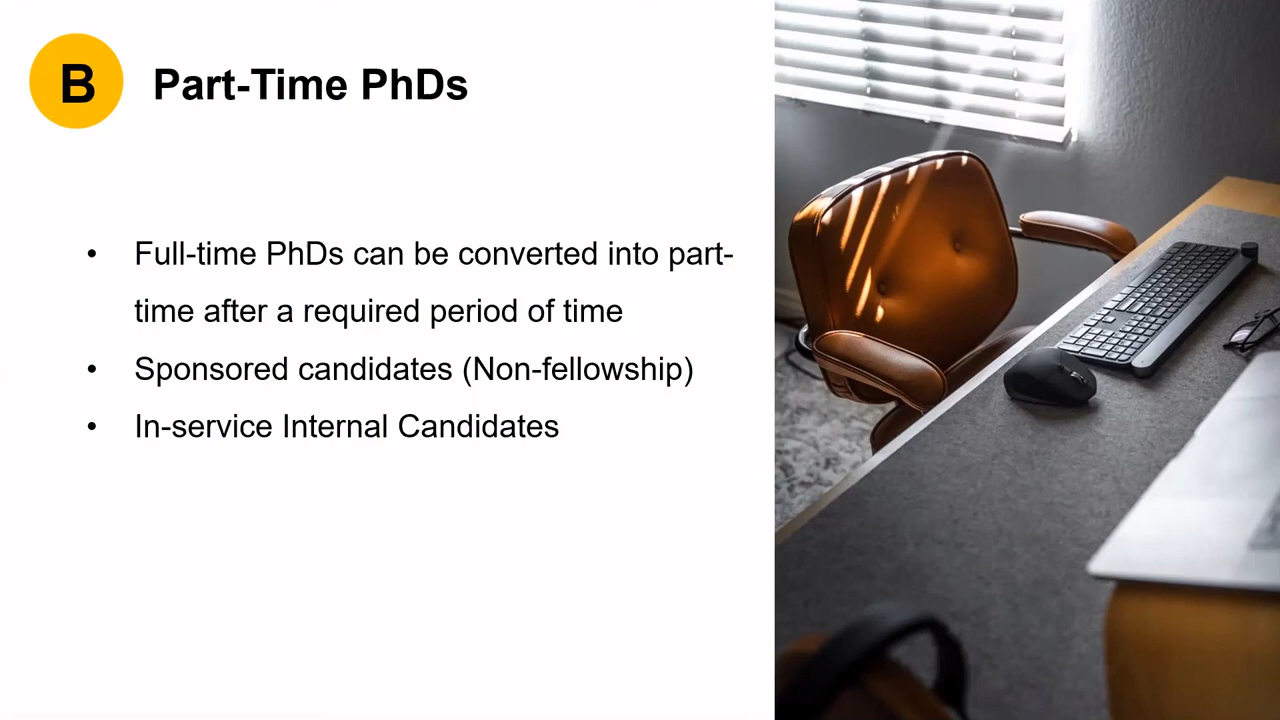 B
Part-Time PhDs
• Full-time PhDs can be converted into part-
time after a required period of time
• Sponsored candidates (Non-fellowship)
• In-service Internal Candidates